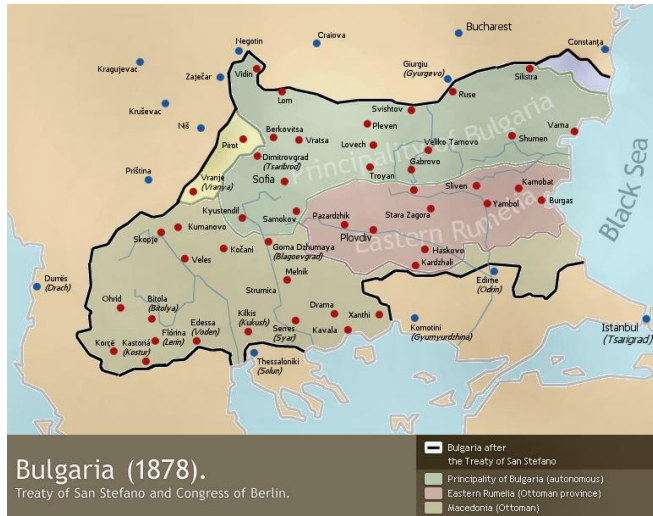 Bucharest
Negotin
Craiova
Constanța
Kragujevac
Giurgiu
(Gyurgevo)
Zaječar
Vidin
Silistra
Lom
Ruse
Kruševac
Svishtov
Niš
Pleven
Varna
Berkovitsa
Pirot
Vratsa
Lovech
Veliko Tarnovo
Shumen
Principality of Bulgaria
Dimitrovgrad
(Tsaribrod)
Gabrovo
Troyan
Priština
Vranje
(Vranya)
Sofia
Sliven
Karnobat
Black Sea
Kyustendil
Samokov
Pazardzhik
Stara Zagora
Yambol
Burgas
Kumanovo
Skopje
Plovdiv
Eastern Rumelia
Kočani
Gorna Dzhumaya
(Blagoevgrad)
Haskovo
Veles
Kardzhali
Durrës
(Drach)
Melnik
Edirne
(Odrin)
Strumica
Ohrid
Bitola
(Bitolya)
Drama
Xanthi
Kilkis
(Kukush)
Edessa
(Voden)
Flórina
(Lerin)
Serres
(Syar)
Kavala
Komotini
(Gyumyurdzhina)
Istanbul
(Tsarigrad)
Korçë
Kastoriá
(Kostur)
Thessaloniki
(Solun)
Bulgaria (1878).
Treaty of San Stefano and Congress of Berlin.
Bulgaria after
the Treaty of San Stefano
Principality of Bulgaria (autonomous)
Eastern Rumelia (Ottoman province)
Macedonia (Ottoman)